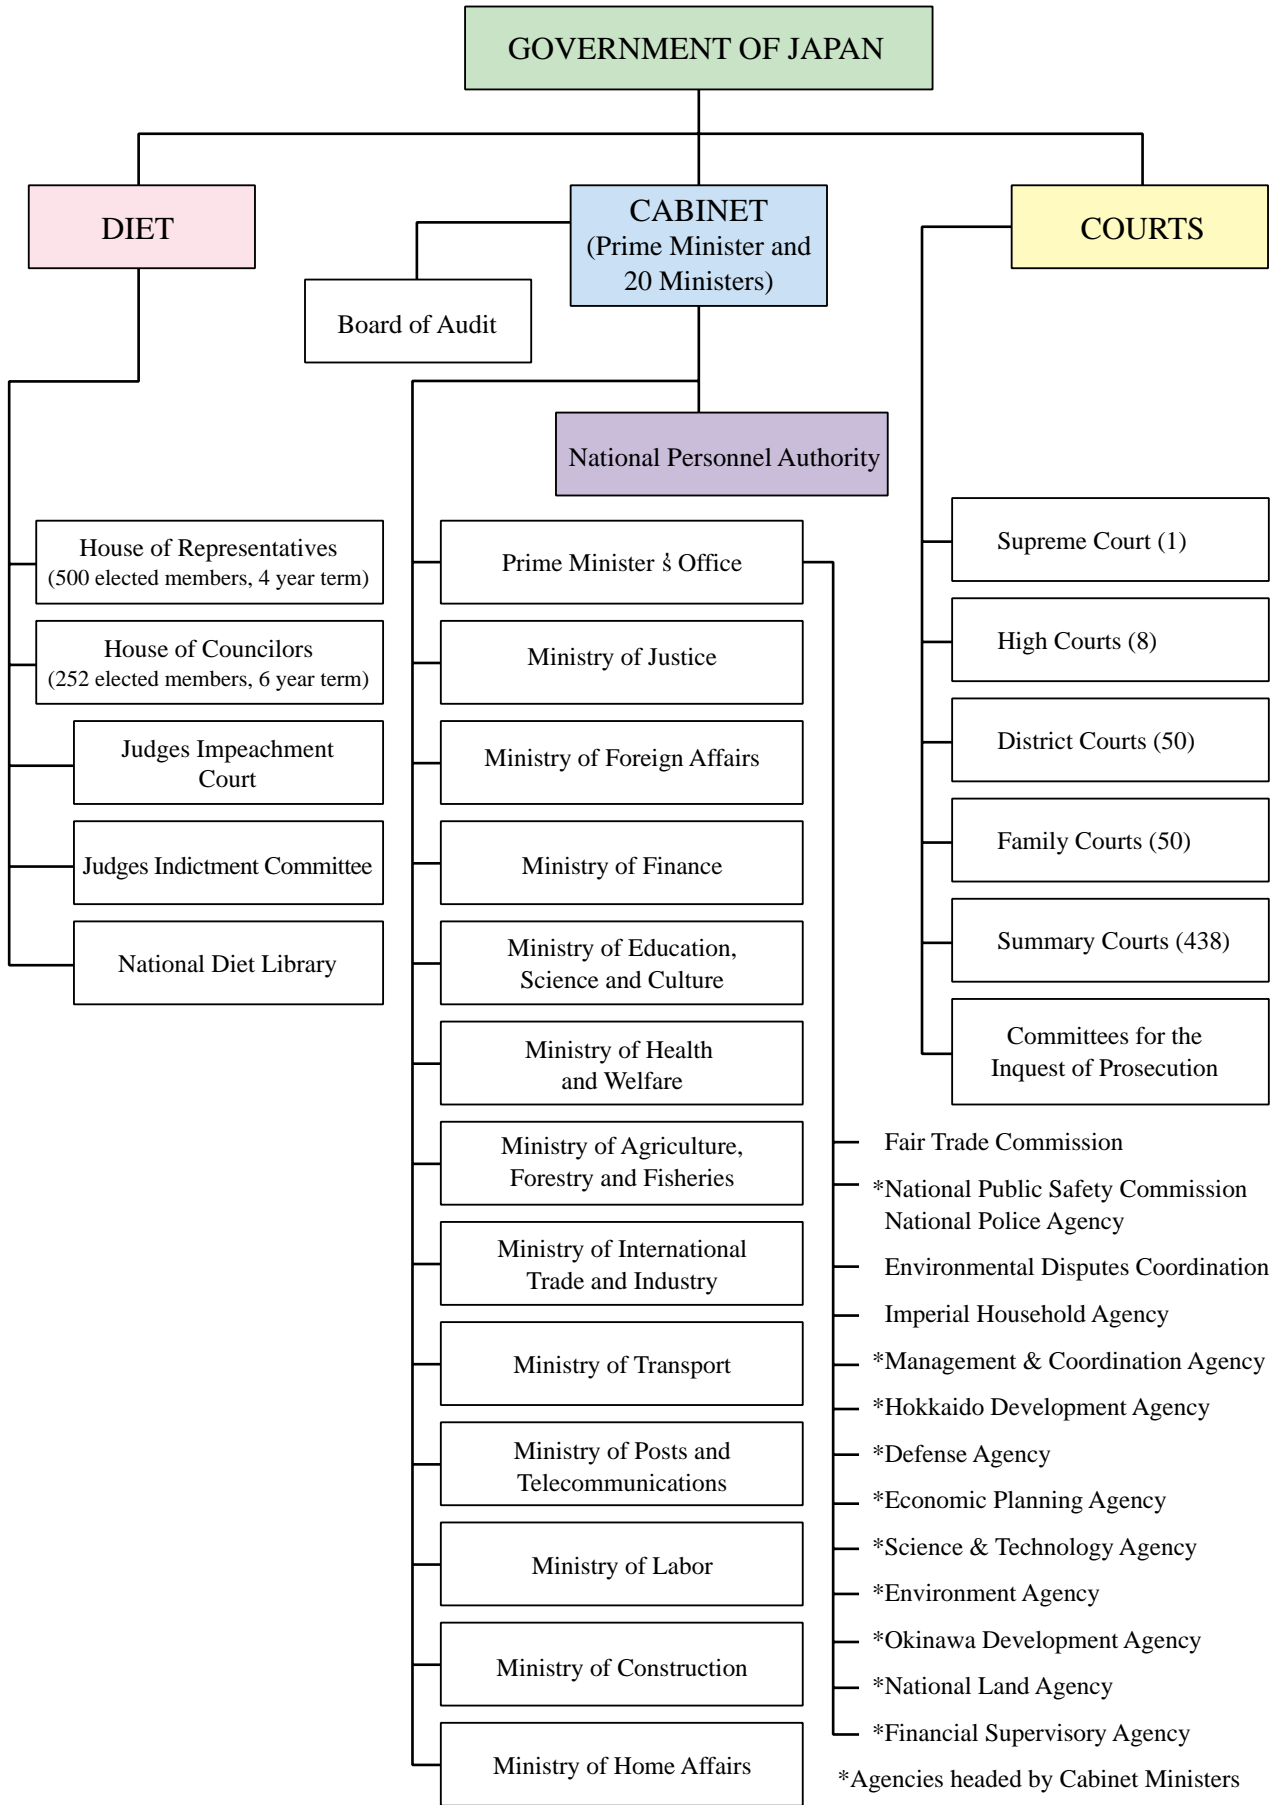 GOVERNMENT OF JAPAN
DIET
CABINET
(Prime Minister and
20 Ministers)
COURTS
Board of Audit
National Personnel Authority
House of Representatives
(500 elected members, 4 year term)
House of Councilors
(252 elected members, 6 year term)
Judges Impeachment
Court
Judges Indictment Committee
National Diet Library
Prime Minister's Office
Ministry of Justice
Ministry of Foreign Affairs
Ministry of Finance
Ministry of Education,
Science and Culture
Ministry of Health
and Welfare
Ministry of Agriculture,
Forestry and Fisheries
Ministry of International
Trade and Industry
Ministry of Transport
Ministry of Posts and
Telecommunications
Ministry of Labor
Ministry of Construction
Ministry of Home Affairs
Supreme Court (1)
High Courts (8)
District Courts (50)
Family Courts (50)
Summary Courts (438)
Committees for the
Inquest of Prosecution
Fair Trade Commission
*National Public Safety Commission
National Police Agency
Environmental Disputes Coordination
Imperial Household Agency
*Management & Coordination Agency
*Hokkaido Development Agency
*Defense Agency
*Economic Planning Agency
*Science & Technology Agency
*Environment Agency
*Okinawa Development Agency
*National Land Agency
*Financial Supervisory Agency
*Agencies headed by Cabinet Ministers